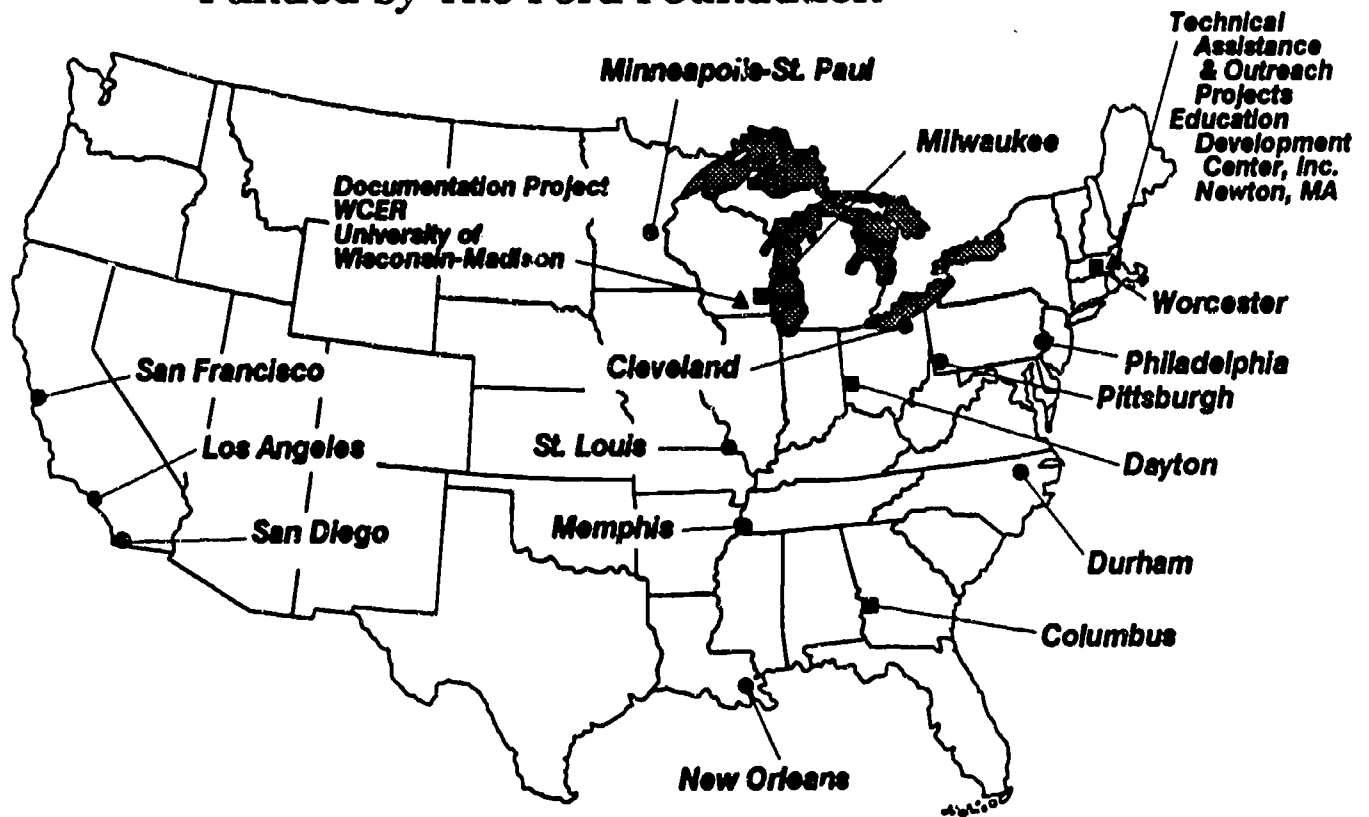 Funded by The Ford Foundation
Technical
Assistance
& Outreach
Projects
Education
Development
Center, Inc.
Newton, MA
Minneapolis-St. Paul
Milwaukee
Documentation Project
WCER
University of
Wisconsin-Madison
Worcester
Cleveland
Philadelphia
San Francisco
Pittsburgh
Los Angeles
St. Louis
Dayton
San Diego
Memphis
Durham
Columbus
New Orleans